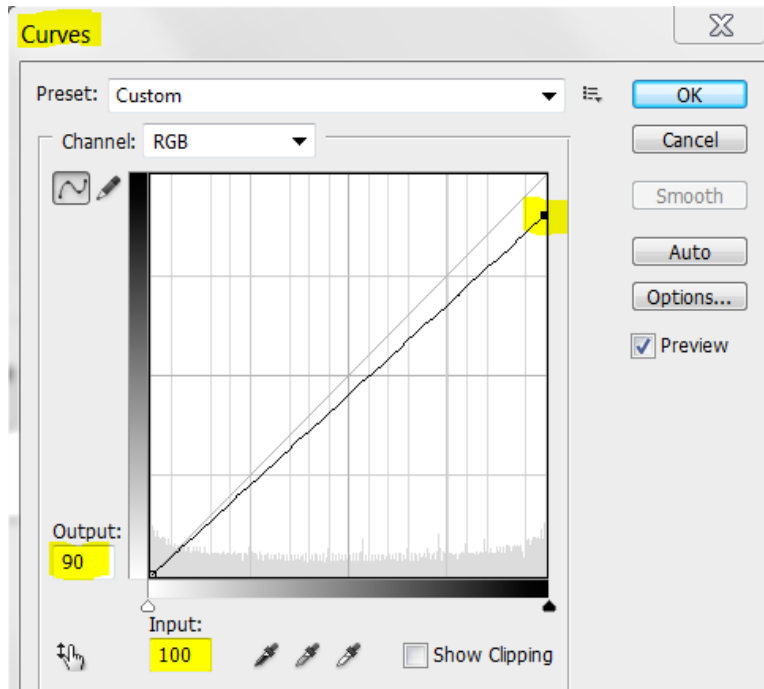 Curves
Preset: Custom
OK
Channel: RGB
Cancel
Smooth
Auto
Options...
Preview
Output:
90
Input:
100
Show Clipping